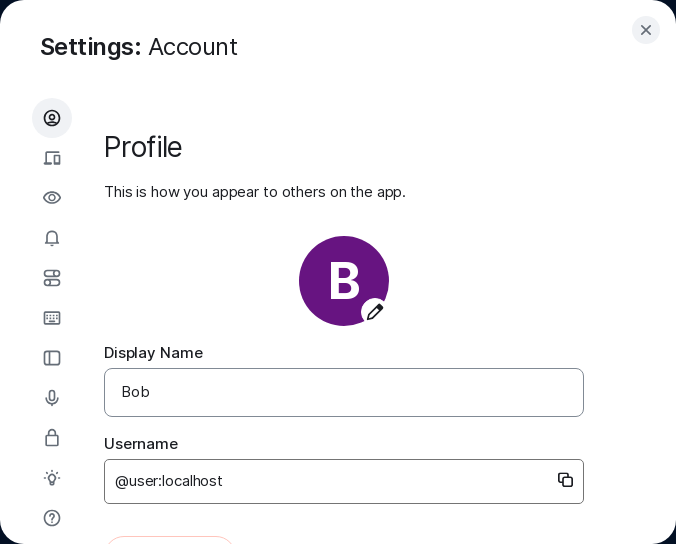 Settings: Account
Profile
This is how you appear to others on the app.
B
Display Name
Bob
Username
@user:localhost